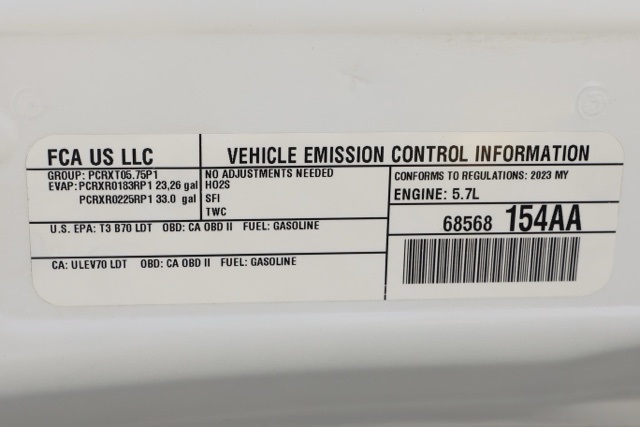 FCA US LLC
VEHICLE EMISSION CONTROL INFORMATION
GROUP: PCRXT05.75P1
EVAP: PCRXR0183RP1 23,26 gal
PCRXR0225RP1 33.0 gal
NO ADJUSTMENTS NEEDED
HO2S
SFI
TWC
CONFORMS TO REGULATIONS: 2023 MY
ENGINE: 5.7L
U.S. EPA: T3 B70 LDT OBD: CA OBD II FUEL: GASOLINE
CA: ULEV70 LDT OBD: CA OBD II FUEL: GASOLINE
68568 154AA